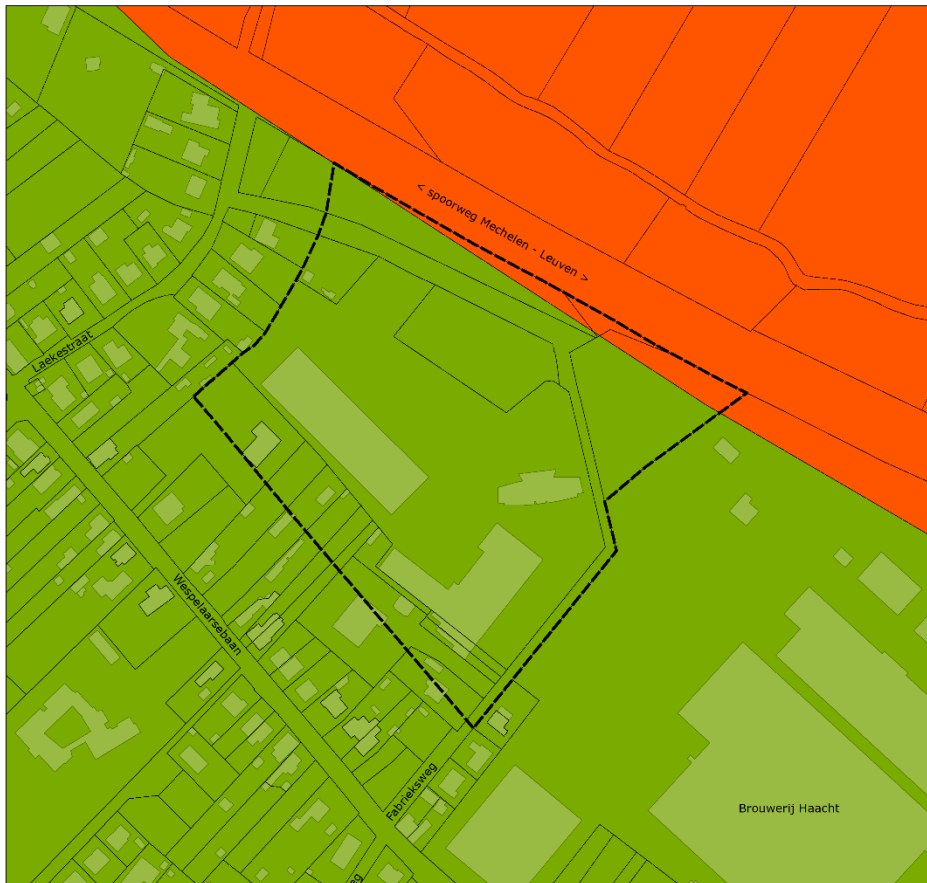 < spoorweg Mechelen - Leuven >
Laekestraat
Wespelaarsebaan
Fabrieksweg
Brouwerij Haacht